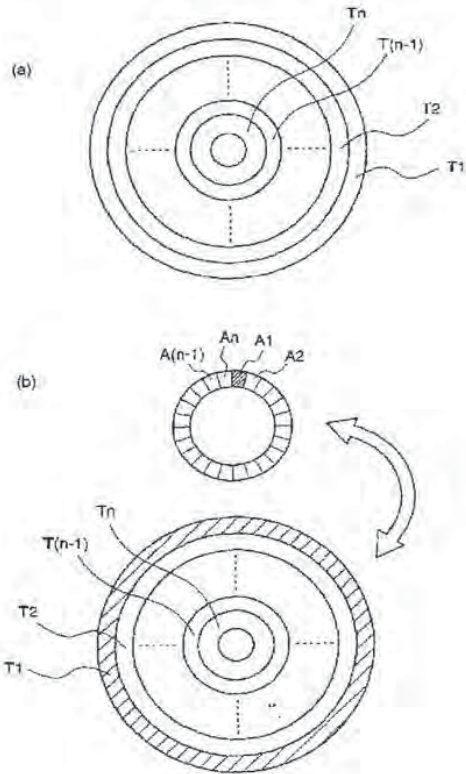 Tn
(a)
T(n-1)
T2
T1
An
A1
A(n-1)
A2
(b)
Tn
T(n-1)
T2
T1